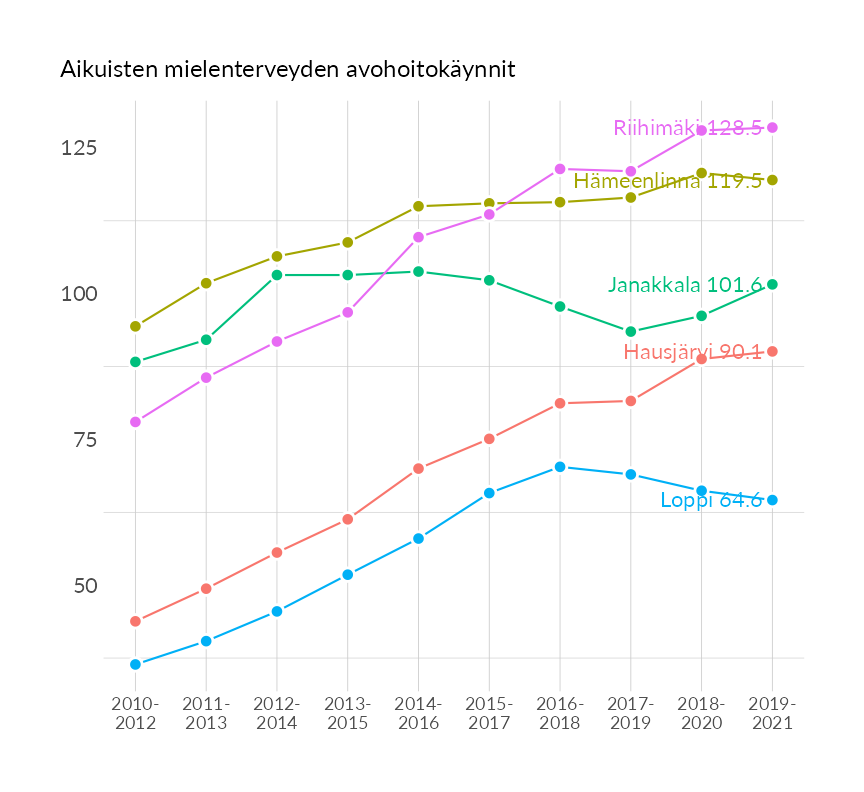 Aikuisten mielenterveyden avohoitokäynnit
125
Riihimäki 128.5
Hämeenlinna 119.5
100
Janakkala 101.6
Hausjärvi 90.1
75
Loppi 64.6
50
2010- 2011- 2012- 2013- 2014- 2015- 2016- 2017- 2018- 2019-
2012 2013 2014 2015 2016 2017 2018 2019 2020 2021